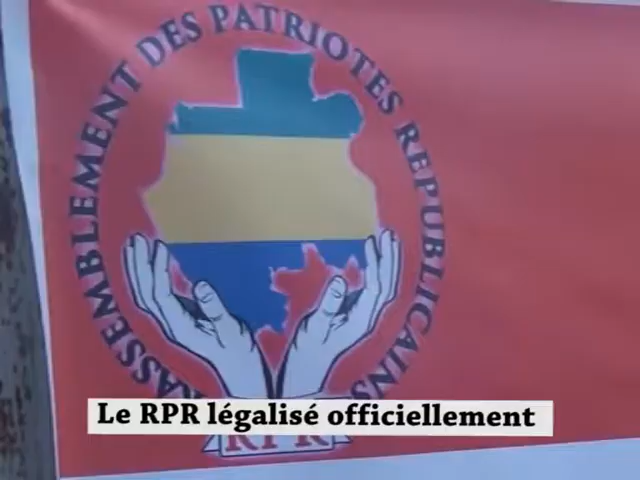 RASSEMBLEMENT DES PATRIOTES REPUBLICAINS
Le RPR légalisé officiellement
RPR